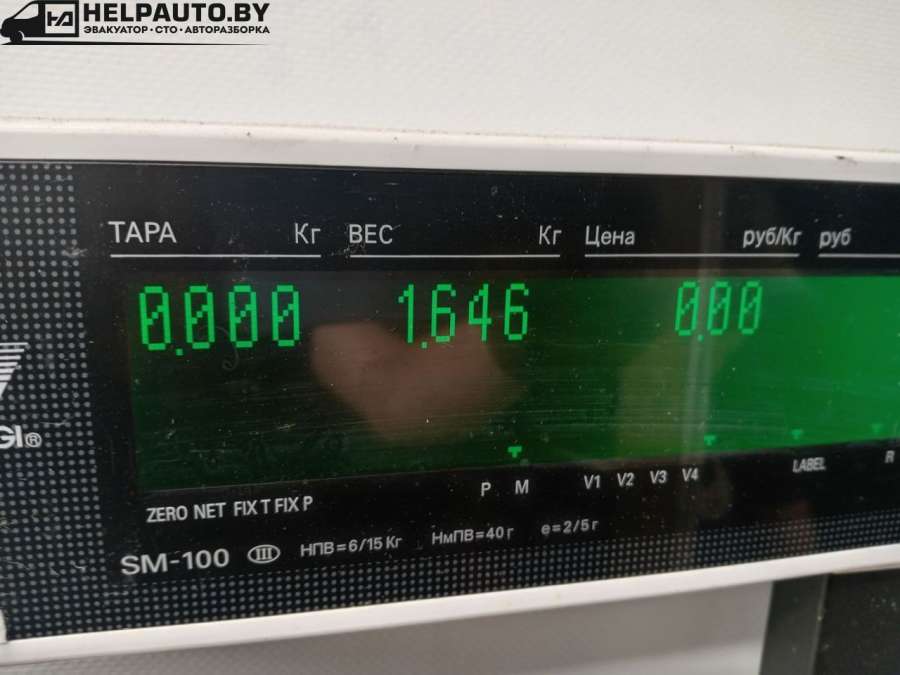 HELPAUTO.BY
ЭВАКУАТОР • СТО • АВТОРАЗБОРКА
ТАРА Кг ВЕС Кг Цена руб/Кг руб
0.000 1.646 0.00
GI®
P M V1 V2 V3 V4 LABEL R
ZERO NET FIX T FIX P
SM-100 III НПВ=6/15 Кг НмПВ=40 г e=2/5 г